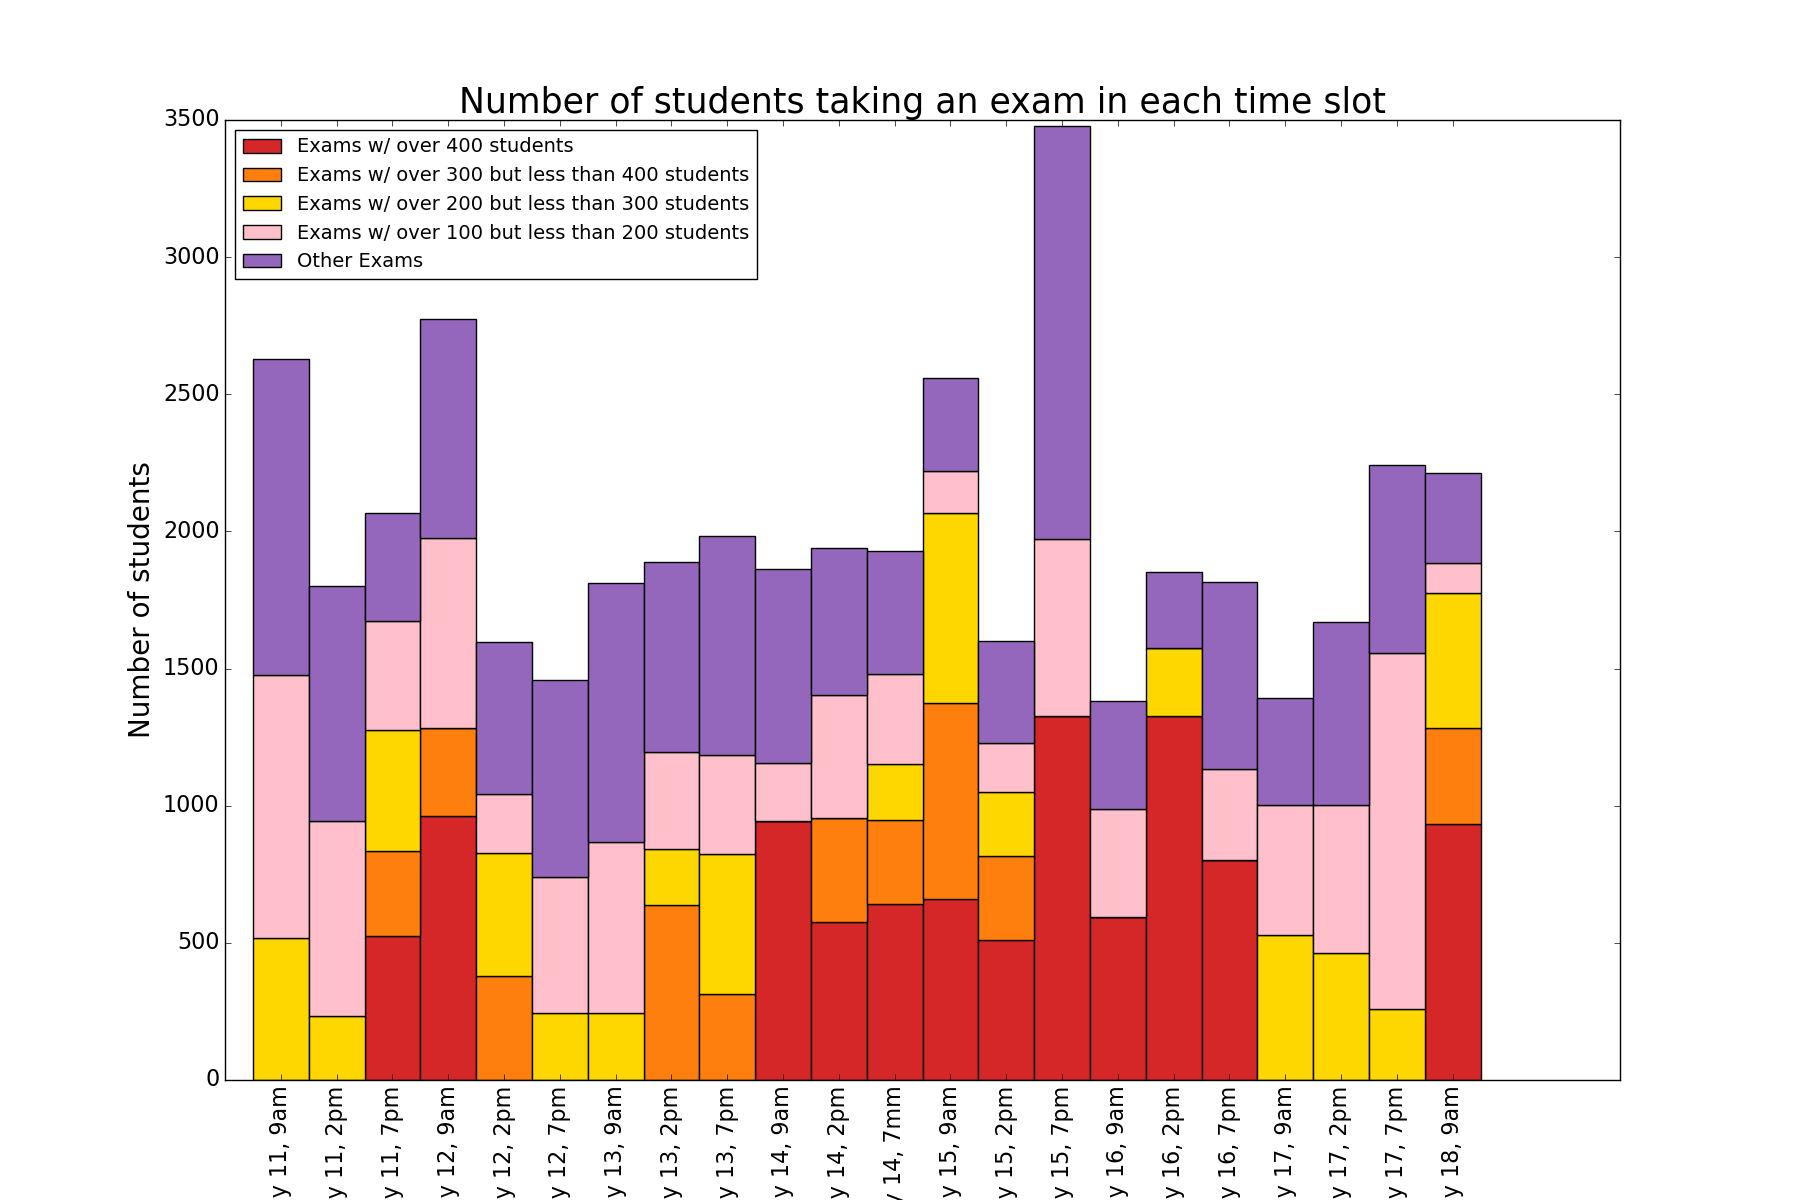 Number of students taking an exam in each time slot
Exams w/ over 400 students
Exams w/ over 300 but less than 400 students
Exams w/ over 200 but less than 300 students
Exams w/ over 100 but less than 200 students
Other Exams
3500
3000
2500
2000
1500
1000
500
0
Number of students
y 11, 9am
y 11, 2pm
y 11, 7pm
y 12, 9am
y 12, 2pm
y 12, 7pm
y 13, 9am
y 13, 2pm
y 13, 7pm
y 14, 9am
y 14, 2pm
y 14, 7mm
y 15, 9am
y 15, 2pm
y 15, 7pm
y 16, 9am
y 16, 2pm
y 16, 7pm
y 17, 9am
y 17, 2pm
y 17, 7pm
y 18, 9am